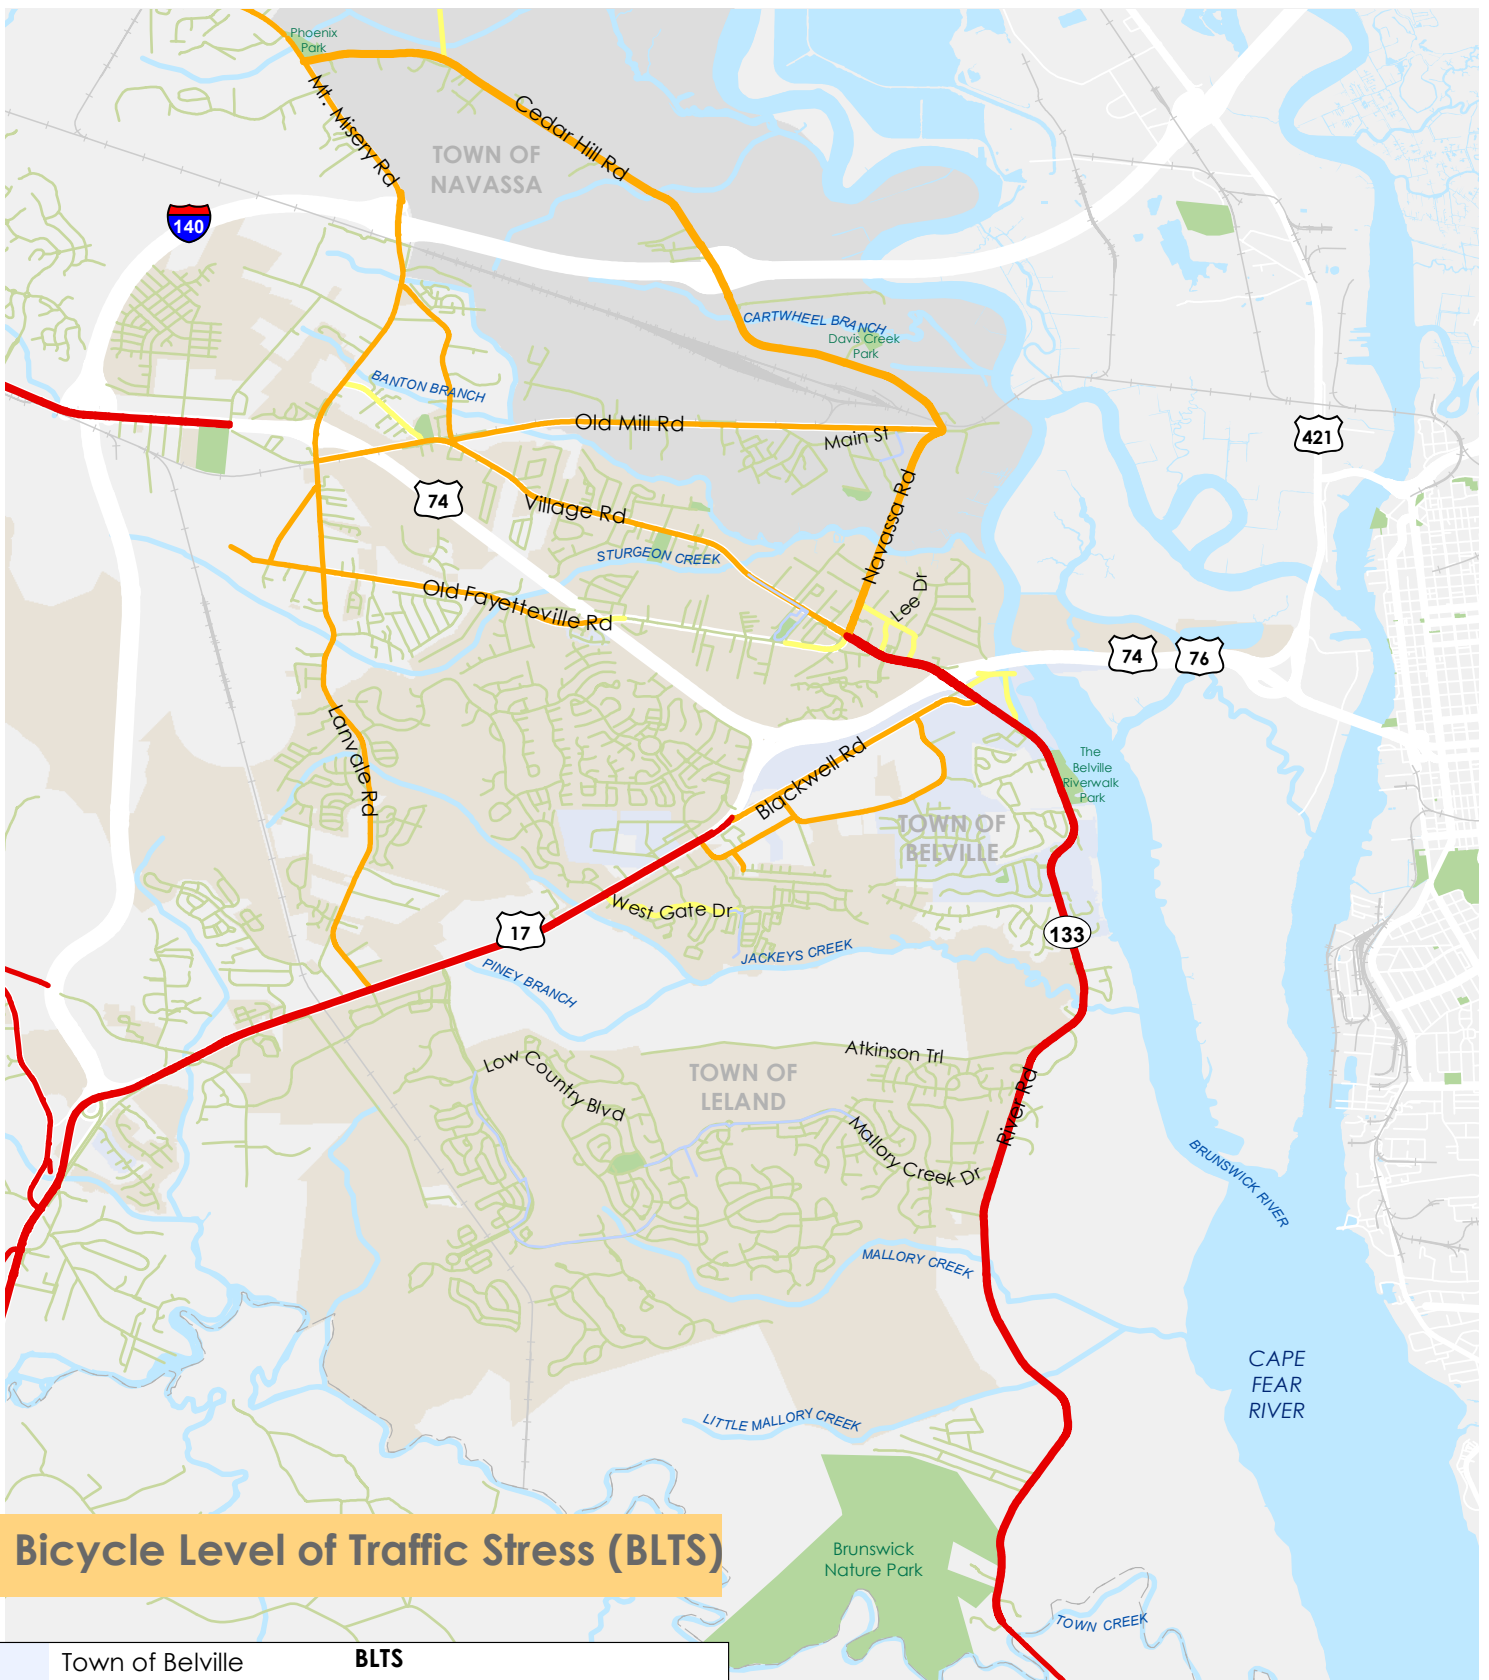 Phoenix
Park
Mt. Misery Rd
Cedar Hill Rd
TOWN OF
NAVASSA
140
CARTWHEEL BRANCH
Davis Creek
Park
BANTON BRANCH
Old Mill Rd
Main St
421
74
Village Rd
Navassa Rd
STURGEON CREEK
Old Fayetteville Rd
Lee Dr
74
76
Lanvale Rd
Blackwell Rd
The
Belville
Riverwalk
Park
TOWN OF
BELVILLE
West Gate Dr
17
133
JACKEYS CREEK
PINEY BRANCH
Atkinson Trl
Low Country Blvd
TOWN OF
LELAND
River Rd
Mallory Creek Dr
BRUNSWICK RIVER
MALLORY CREEK
CAPE
FEAR
RIVER
LITTLE MALLORY CREEK
Bicycle Level of Traffic Stress (BLTS)
Brunswick
Nature Park
TOWN CREEK
Town of Belville
BLTS